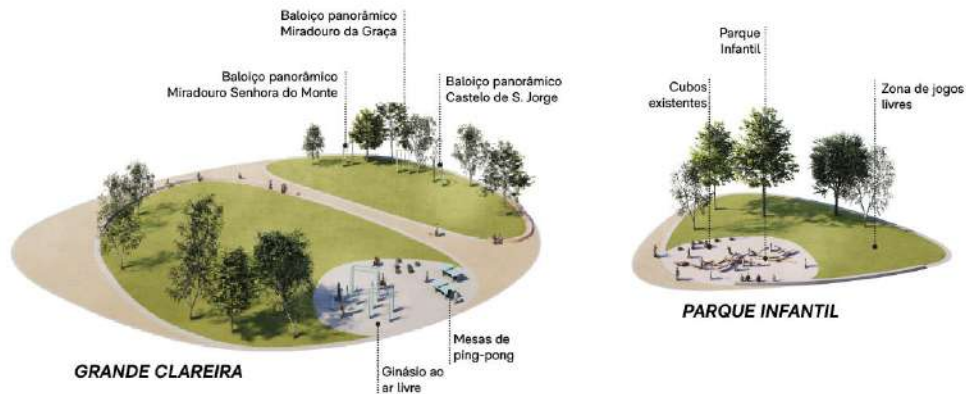 Baloiço panorâmico
Miradouro da Graça
Baloiço panorâmico
Miradouro Senhora do Monte
Baloiço panorâmico
Castelo de S. Jorge
Mesas de
ping-pong
Ginásio ao
ar livre
GRANDE CLAREIRA
Parque
Infantil
Cubos
existentes
Zona de jogos
livres
PARQUE INFANTIL